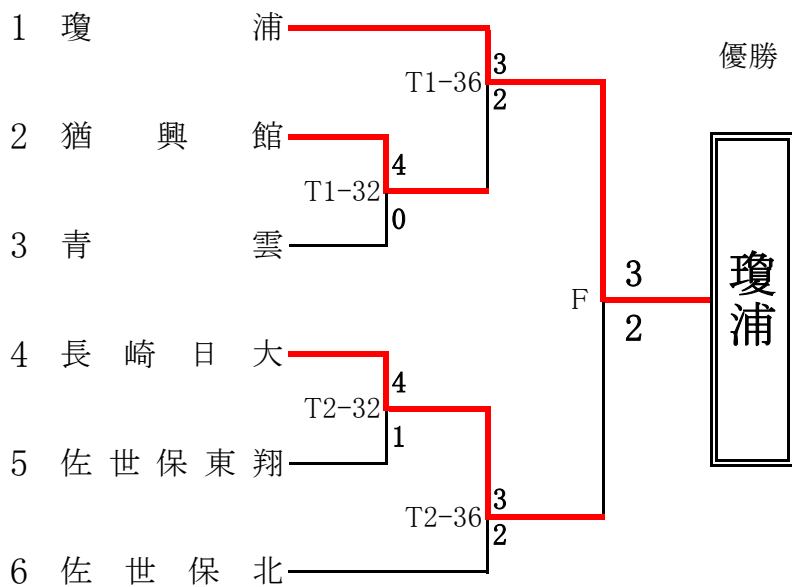 1 瓊浦
3
優勝
T1-36
2
2 猶興館
4
T1-32
0
3 青雲
瓊浦
3
F
2
4 長崎日大
4
T2-32
1
5 佐世保東翔
3
T2-36
2
6 佐世保北